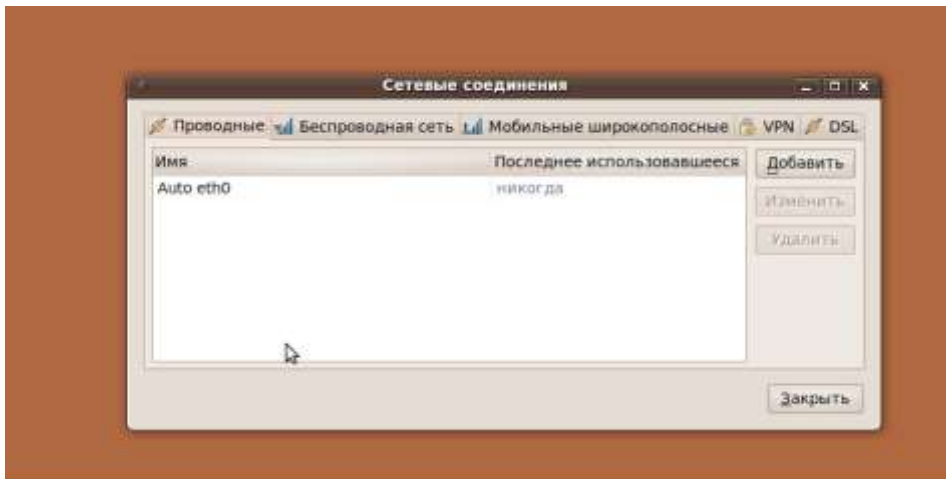 Сетевые соединения
Проводные Беспроводная сеть Мобильные широкополосные VPN DSL
Имя Последнее использовавшееся Добавить
Auto eth0 никогда Изменить
Удалить
Закрыть